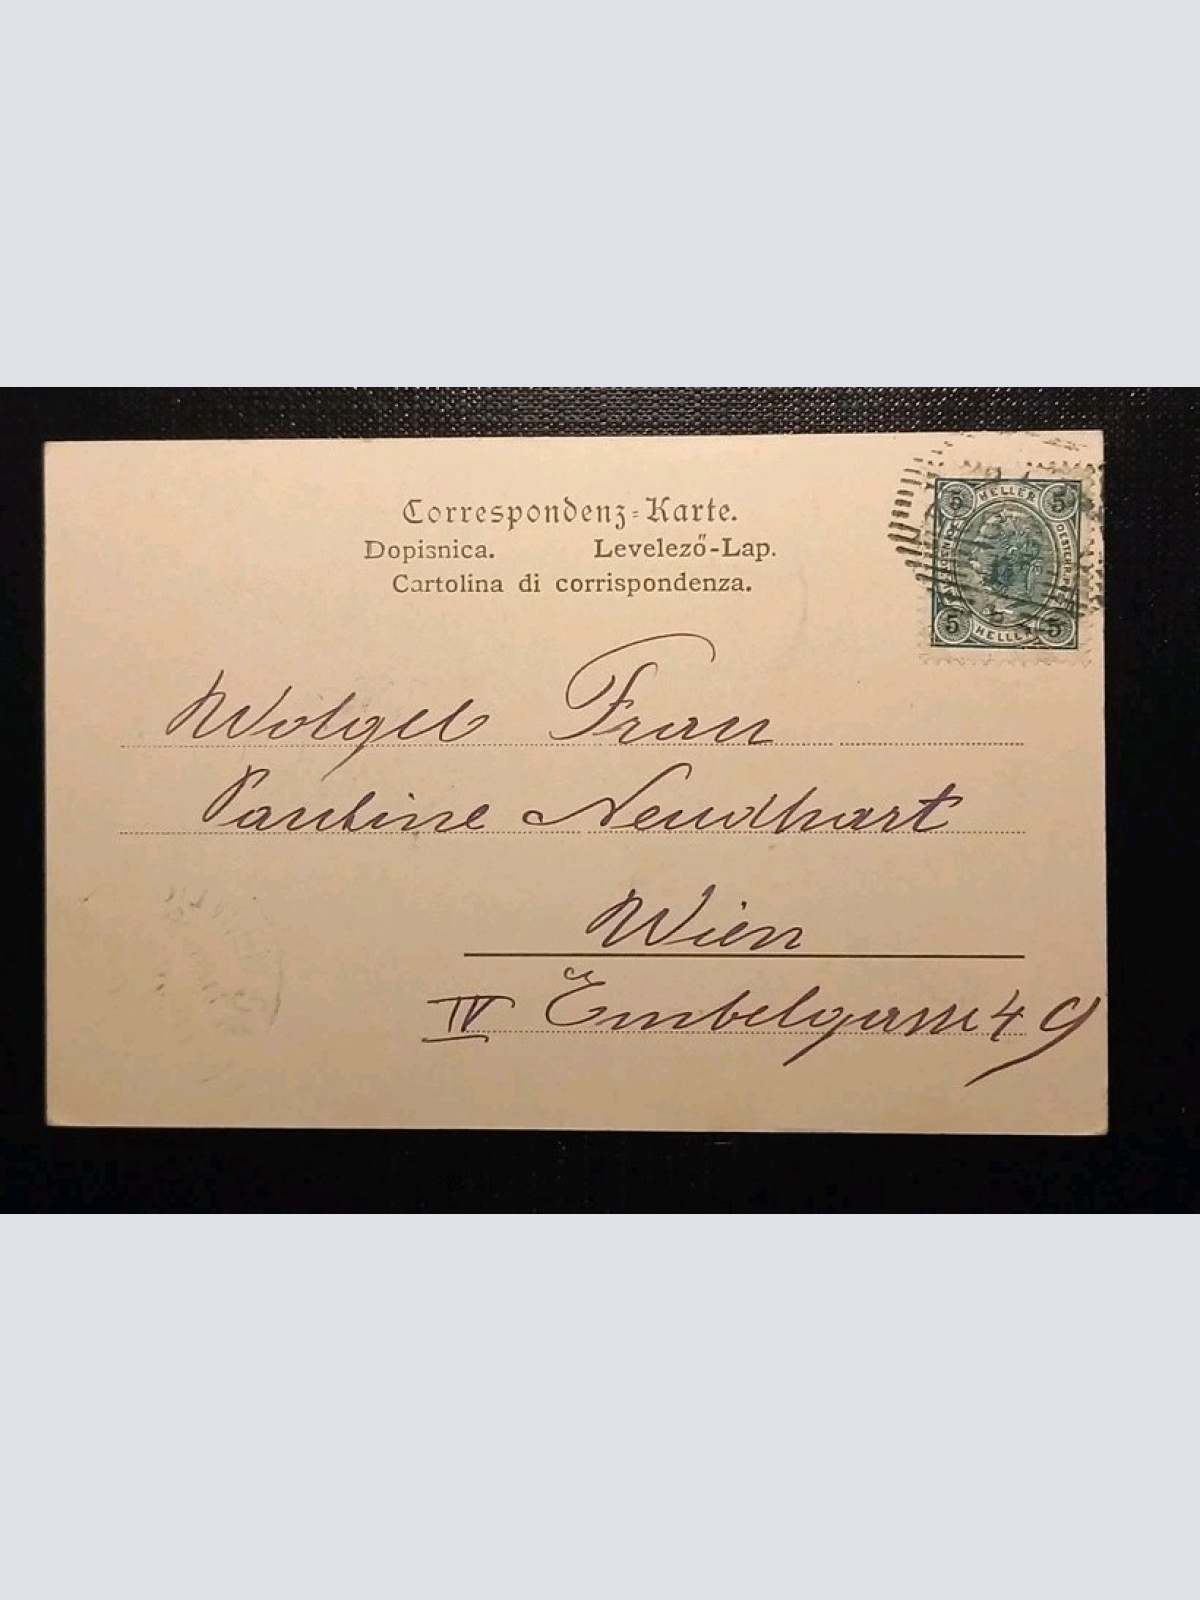 Correspondenz-Karte.
Dopisnica. Levelező-Lap.
Cartolina di corrispondenza.
5 HELLER 5
5 HELLER 5
Wolgeb Frau
Pauline Neudhart
Wien
IV Embelgasse 49